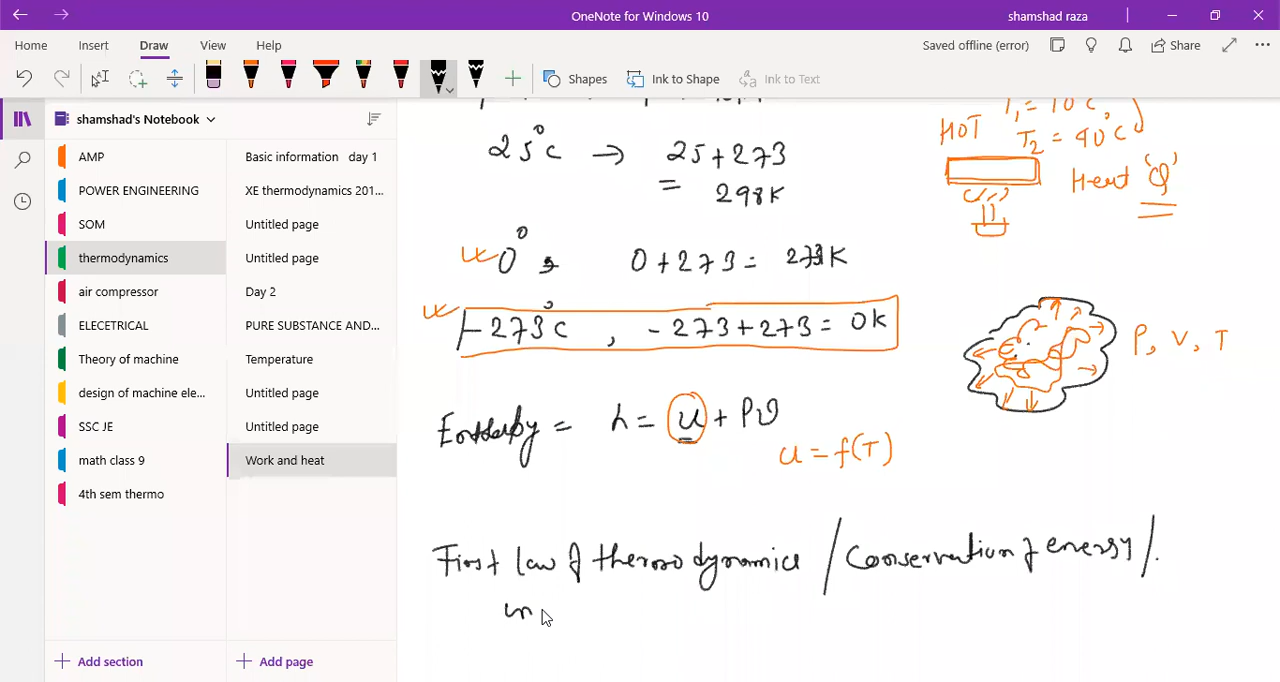 OneNote for Windows 10
shamshad raza
Home Insert Draw View Help
Saved offline (error)
Share
Shapes
Ink to Shape
Ink to Text
shamshad's Notebook
AMP
POWER ENGINEERING
SOM
thermodynamics
air compressor
ELECETRICAL
Theory of machine
design of machine ele...
SSC JE
math class 9
4th sem thermo
Add section
Basic information day 1
XE thermodynamics 201...
Untitled page
Untitled page
Day 2
PURE SUBSTANCE AND...
Temperature
Untitled page
Untitled page
Work and heat
Add page
25°C → 25+273
= 298K
0° 0+273= 273K
-273°C , -273+273= 0K
Enthalpy = h= u + Pϑ
u = f(T)
First law of thermodynamics / Conservation of energy/.
in
T₁ = 10°C
HOT T₂ = 90°C
Heat 'Q'
P, V, T